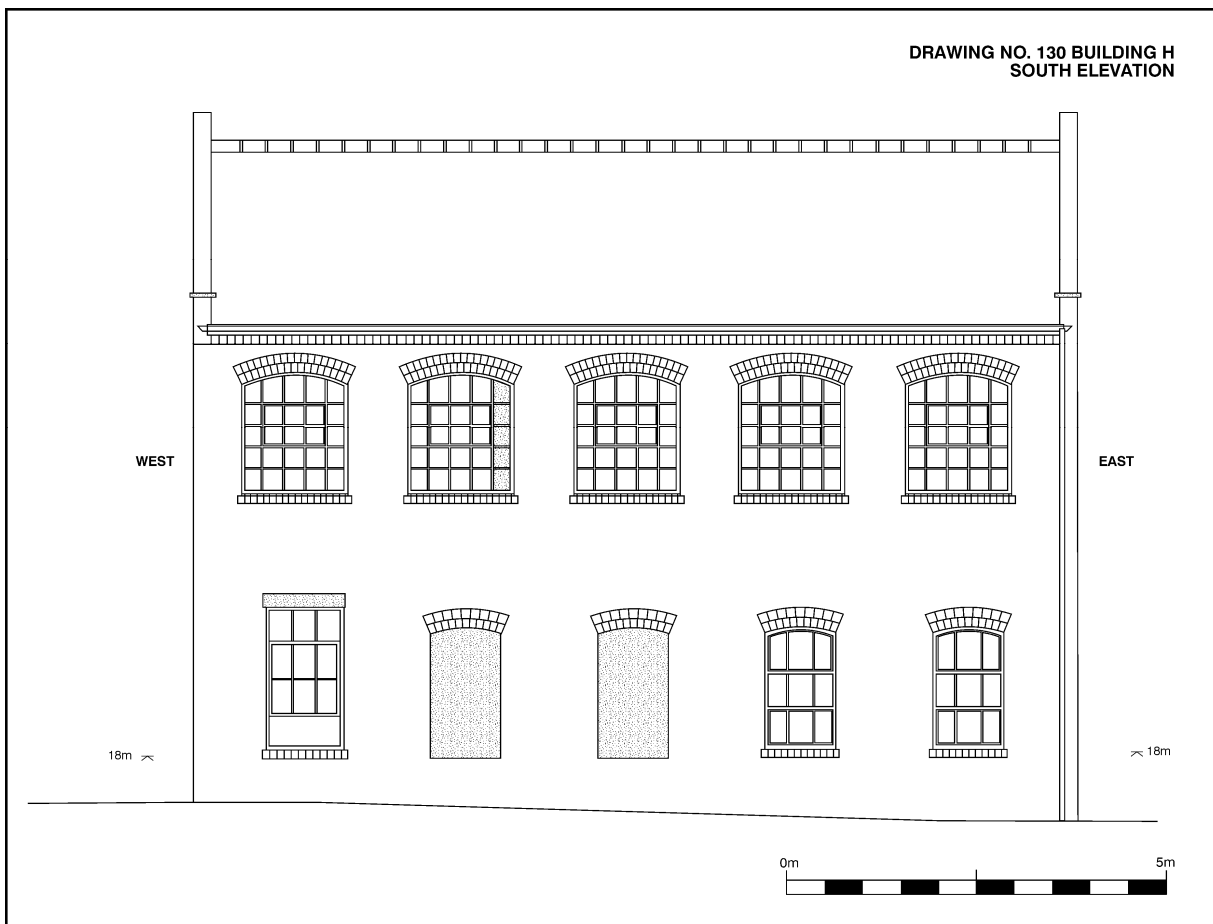 DRAWING NO. 130 BUILDING H
SOUTH ELEVATION
WEST
EAST
18m
18m
0m
5m